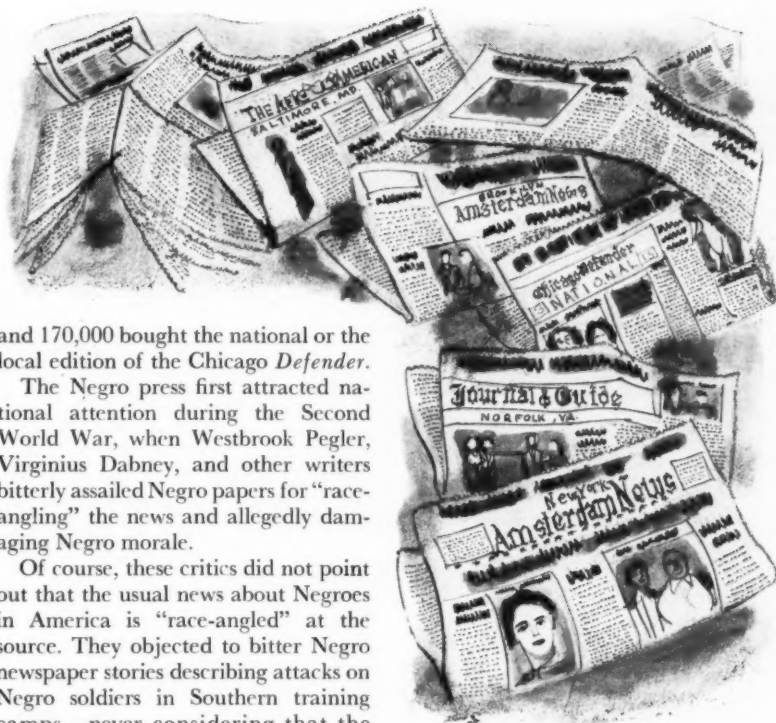 THE AFRO AMERICAN
BALTIMORE, MD.
BROOKLYN
Amsterdam News
Chicago Defender
NATIONAL
Journal & Guide
NORFOLK, VA.
New York
Amsterdam News
and 170,000 bought the national or the
local edition of the Chicago Defender.
The Negro press first attracted na-
tional attention during the Second
World War, when Westbrook Pegler,
Virginius Dabney, and other writers
bitterly assailed Negro papers for “race-
angling” the news and allegedly dam-
aging Negro morale.
Of course, these critics did not point
out that the usual news about Negroes
in America is “race-angled” at the
source. They objected to bitter Negro
newspaper stories describing attacks on
Negro soldiers in Southern training
camps never considering that the